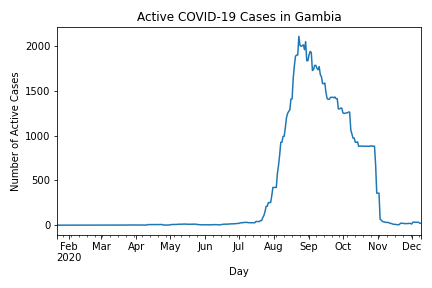 Active COVID-19 Cases in Gambia
Number of Active Cases
2000
1500
1000
500
0
Feb Mar Apr May Jun Jul Aug Sep Oct Nov Dec
2020
Day